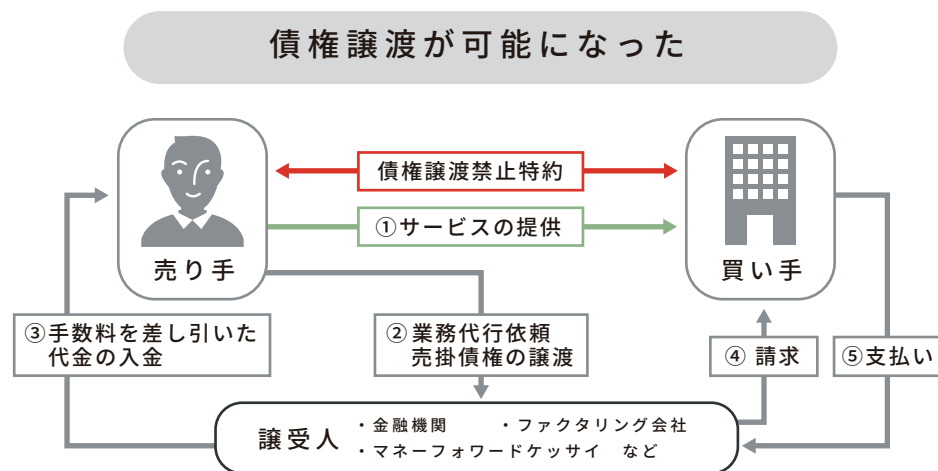 債権譲渡が可能になった
債権譲渡禁止特約
①サービスの提供
売り手
買い手
③手数料を差し引いた
代金の入金
②業務代行依頼
売掛債権の譲渡
④ 請求
⑤支払い
譲受人
・金融機関 ・ファクタリング会社
・マネーフォワードケッサイ など